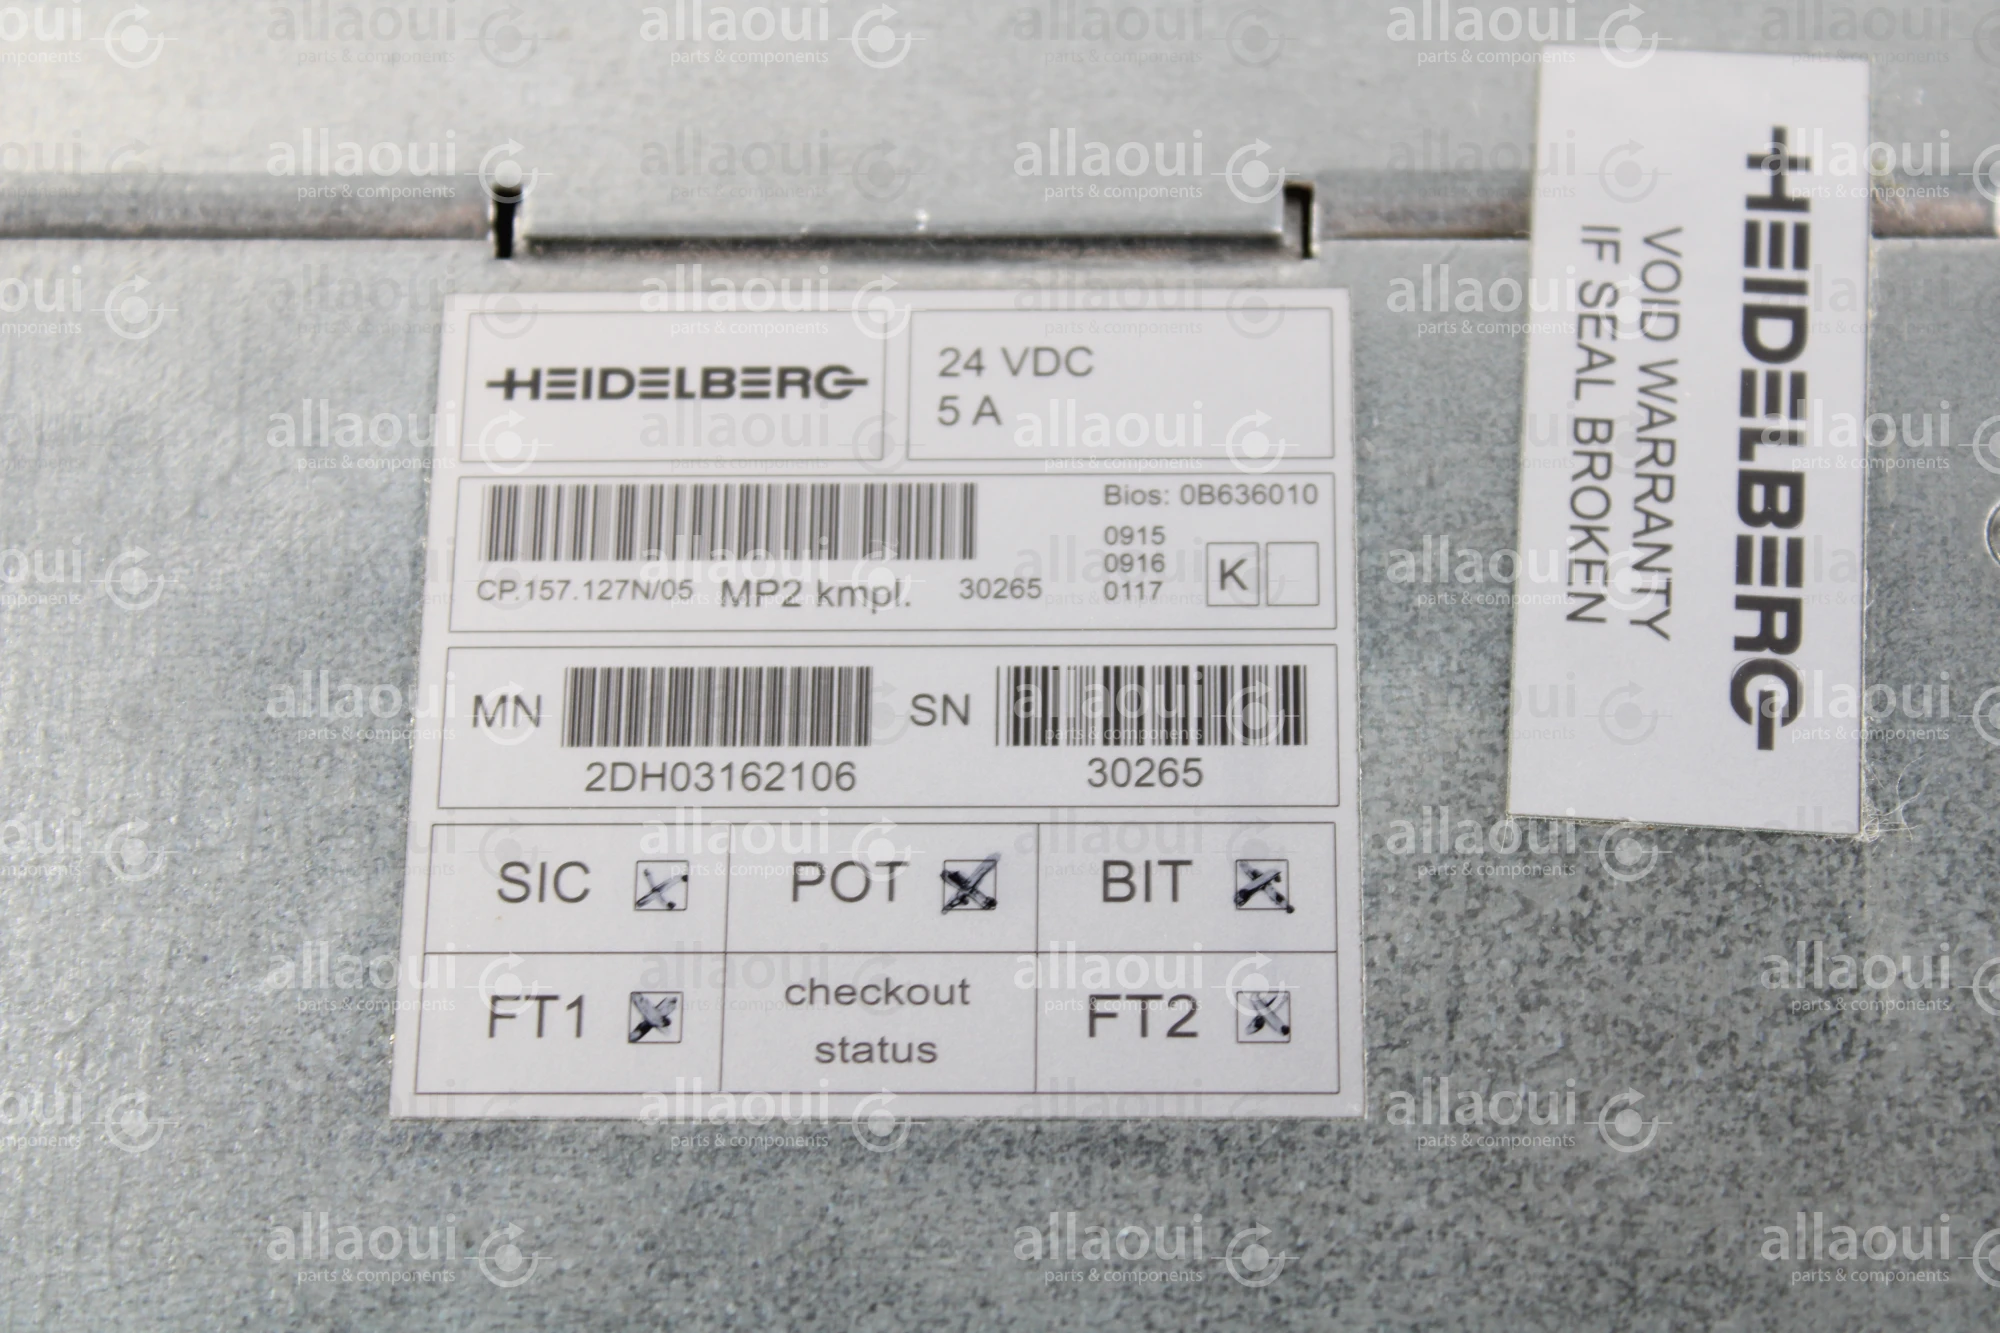 HEIDELBERG
24 VDC
5 A
Bios: 0B636010
0915
0916
0117
K
CP.157.127N/05 MP2 kmpl. 30265
MN
2DH03162106
SN
30265
SIC
POT
BIT
FT1
checkout
status
FT2
HEIDELBERG
VOID WARRANTY
IF SEAL BROKEN
allaoui
parts & components